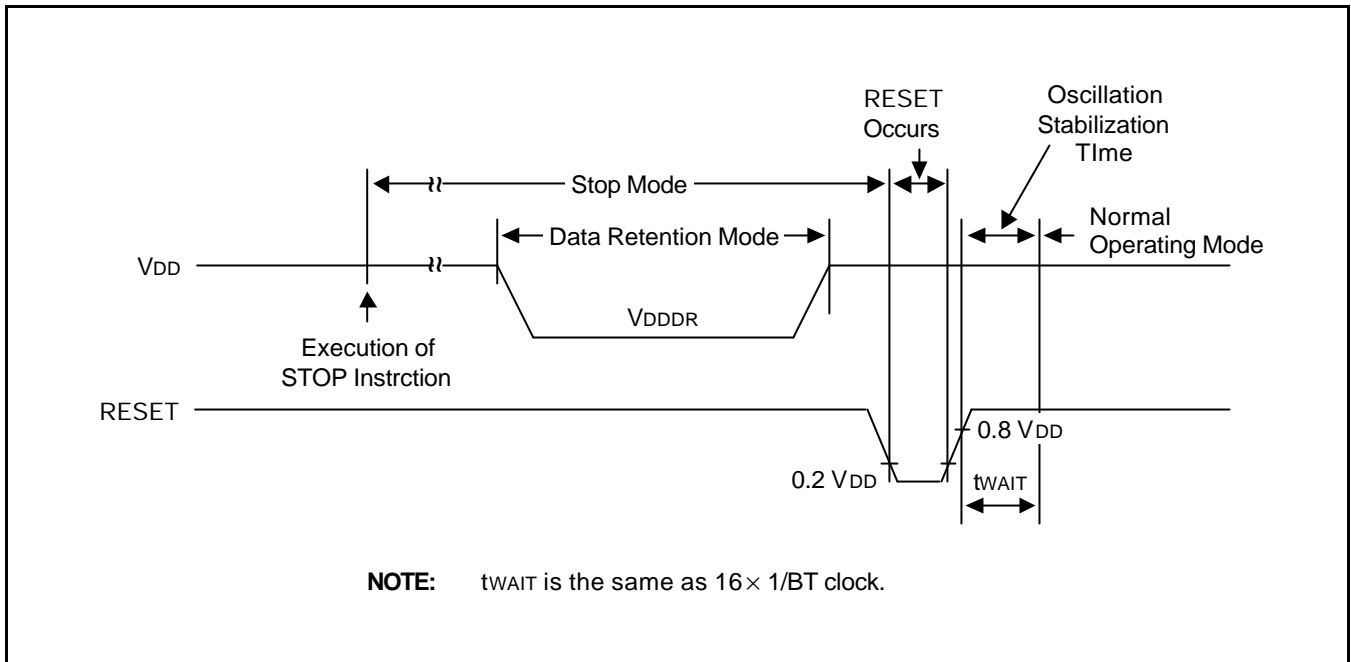 RESET
Occurs
Oscillation
Stabilization
TIme
Stop Mode
Data Retention Mode
Normal
Operating Mode
VDD
VDDDR
Execution of
STOP Instrction
RESET
0.8 VDD
0.2 VDD
tWAIT
NOTE: tWAIT is the same as 16 × 1/BT clock.